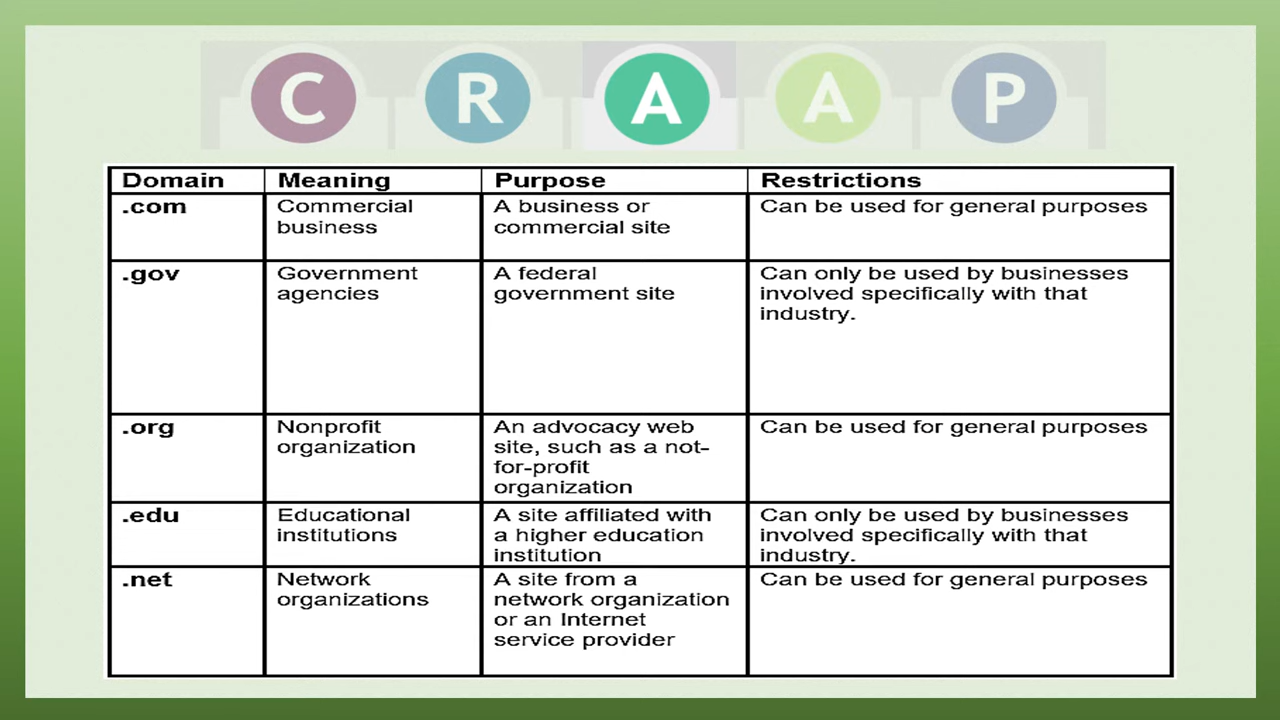 C R A A P
Domain Meaning Purpose Restrictions
.com
Commercial
business
A business or
commercial site
Can be used for general purposes
.gov
Government
agencies
A federal
government site
Can only be used by businesses
involved specifically with that
industry.
.org
Nonprofit
organization
An advocacy web
site, such as a not-
for-profit
organization
Can be used for general purposes
.edu
Educational
institutions
A site affiliated with
a higher education
institution
Can only be used by businesses
involved specifically with that
industry.
.net
Network
organizations
A site from a
network organization
or an Internet
service provider
Can be used for general purposes